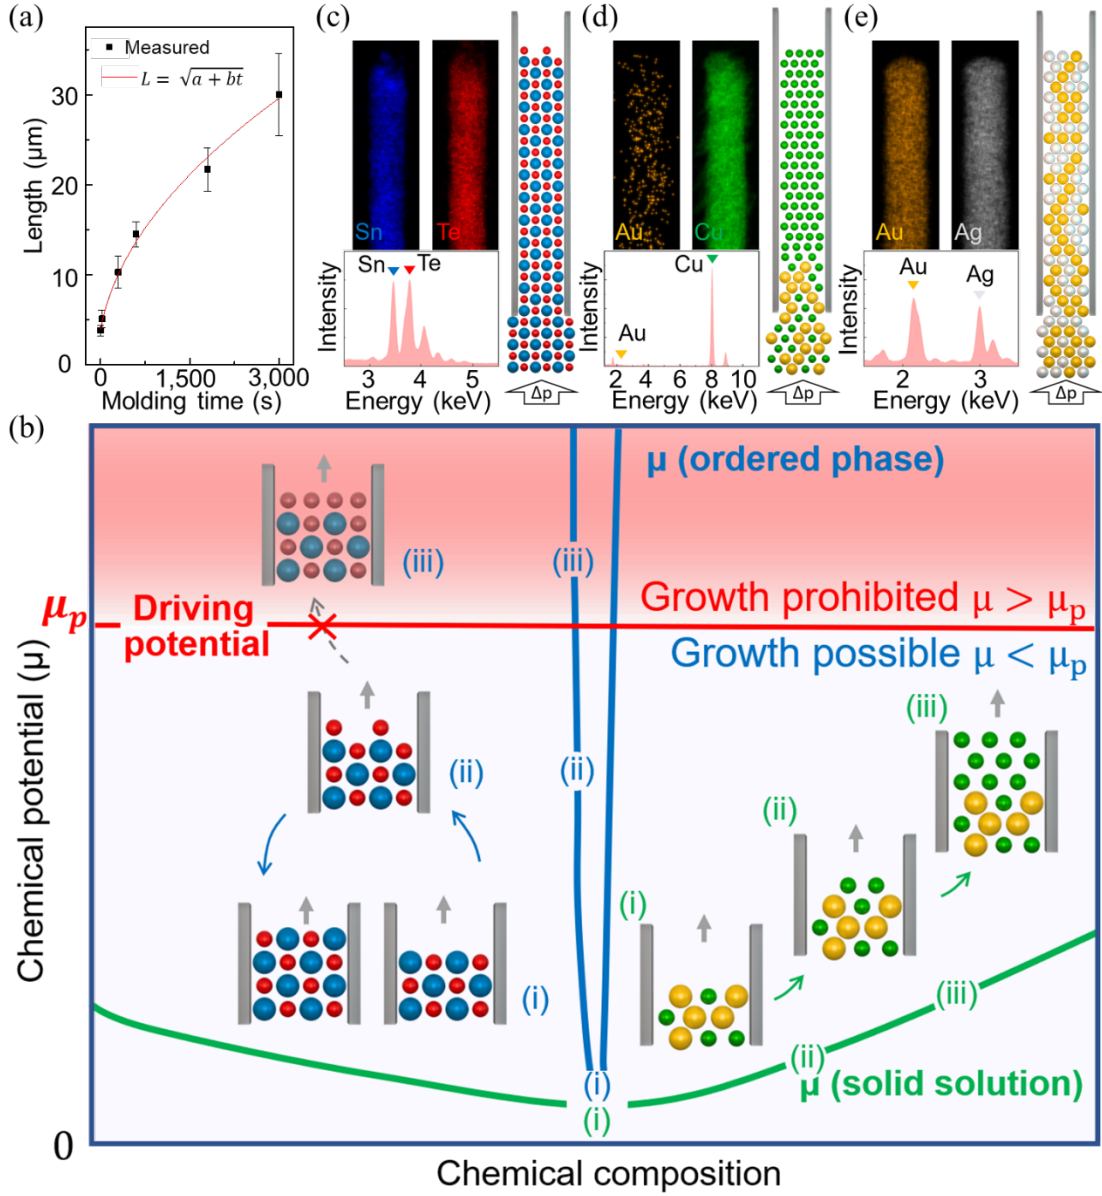 (a)
Measured
L = √a + bt
30
20
10
0
Length (μm)
0
1,500
3,000
Molding time (s)
(c)
Sn
Te
Sn
Te
Intensity
3
4
5
Energy (keV)
Δp
(d)
Au
Cu
Cu
Au
Intensity
2
4
6
8
10
Energy (keV)
Δp
(e)
Au
Ag
Au
Ag
Intensity
2
3
Energy (keV)
Δp
(b)
μ (ordered phase)
(iii)
(iii)
μp
Driving
potential
Growth prohibited μ > μp
Growth possible μ < μp
(iii)
(ii)
(ii)
(ii)
(i)
(i)
(iii)
(ii)
(i)
(i)
μ (solid solution)
0
Chemical potential (μ)
Chemical composition